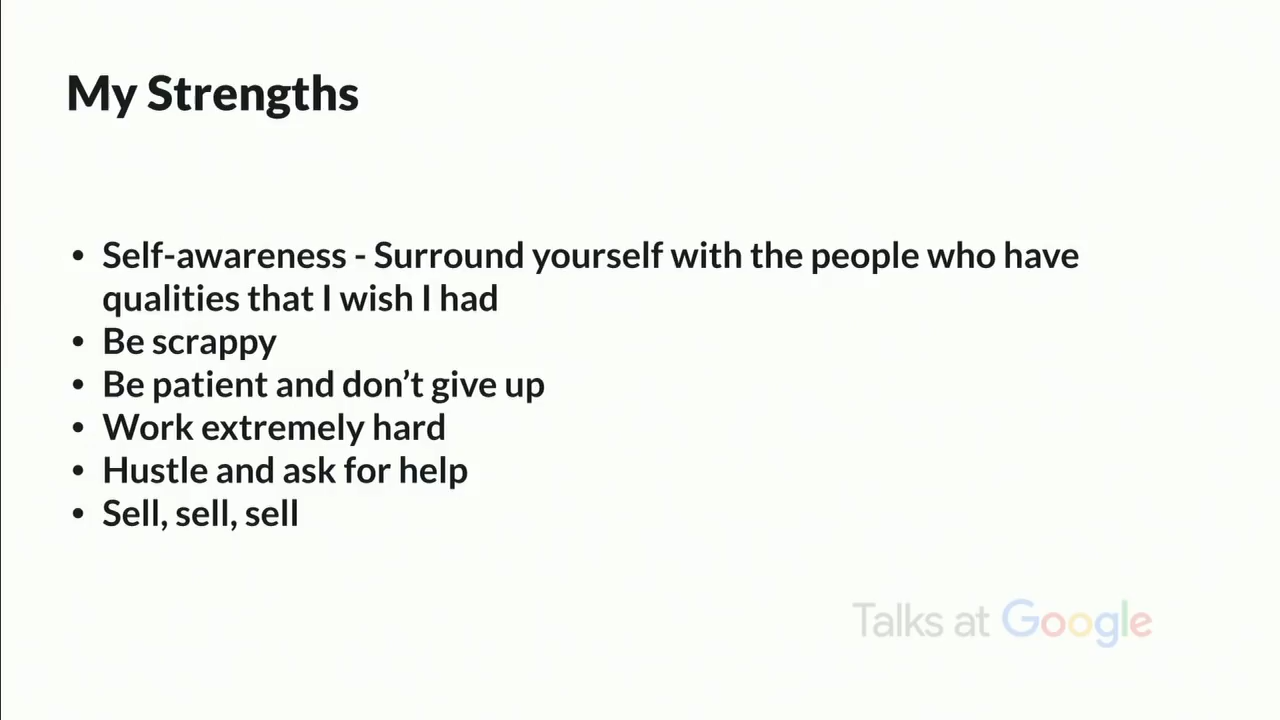 My Strengths
• Self-awareness - Surround yourself with the people who have
qualities that I wish I had
• Be scrappy
• Be patient and don’t give up
• Work extremely hard
• Hustle and ask for help
• Sell, sell, sell
Talks at Google